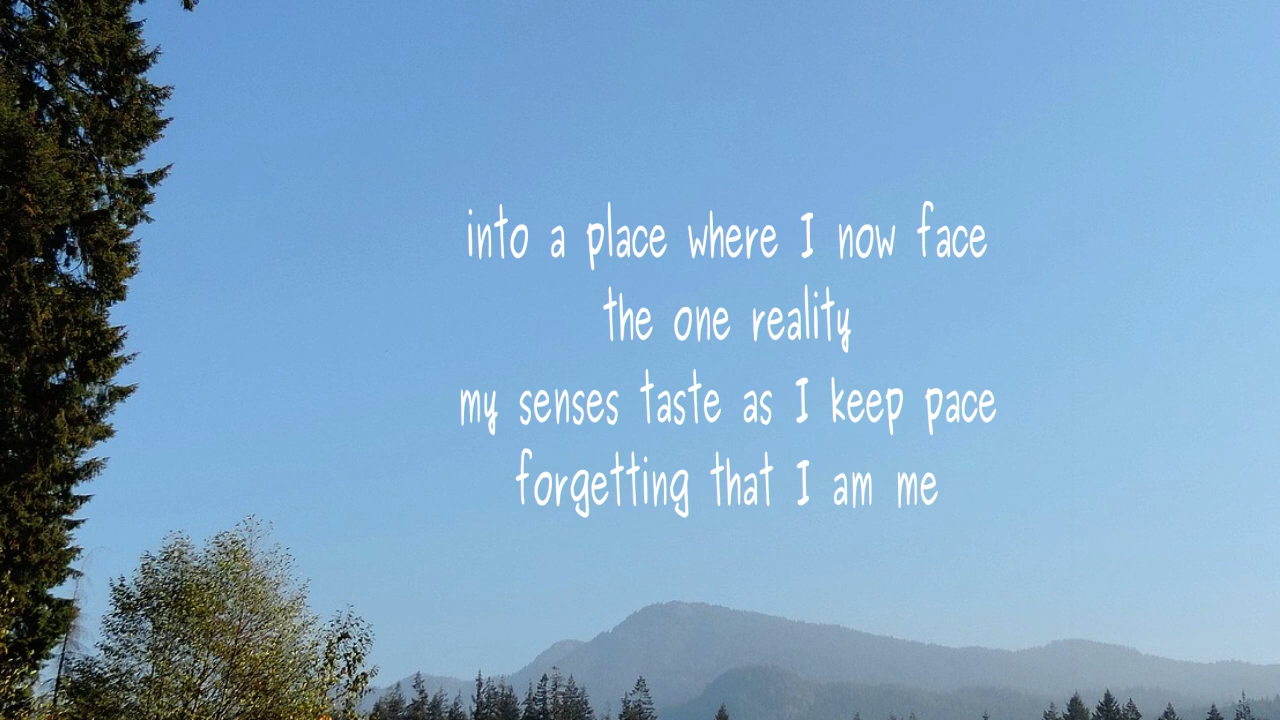 into a place where I now face
the one reality
my senses taste as I keep pace
forgetting that I am me